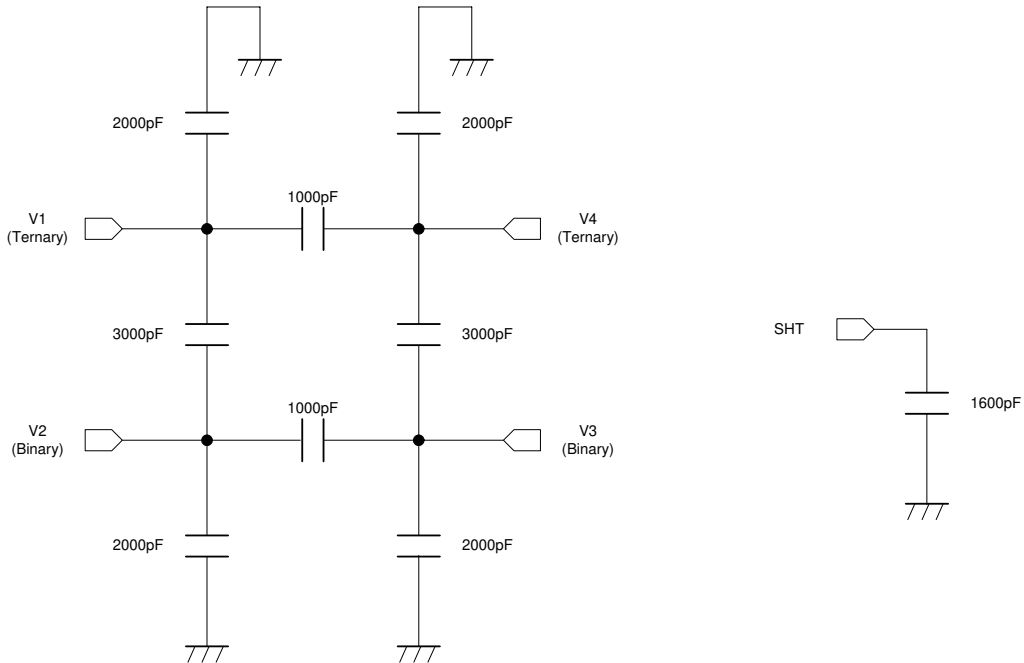 2000pF
2000pF
1000pF
V1
(Ternary)
V4
(Ternary)
3000pF
3000pF
SHT
1600pF
1000pF
V2
(Binary)
V3
(Binary)
2000pF
2000pF